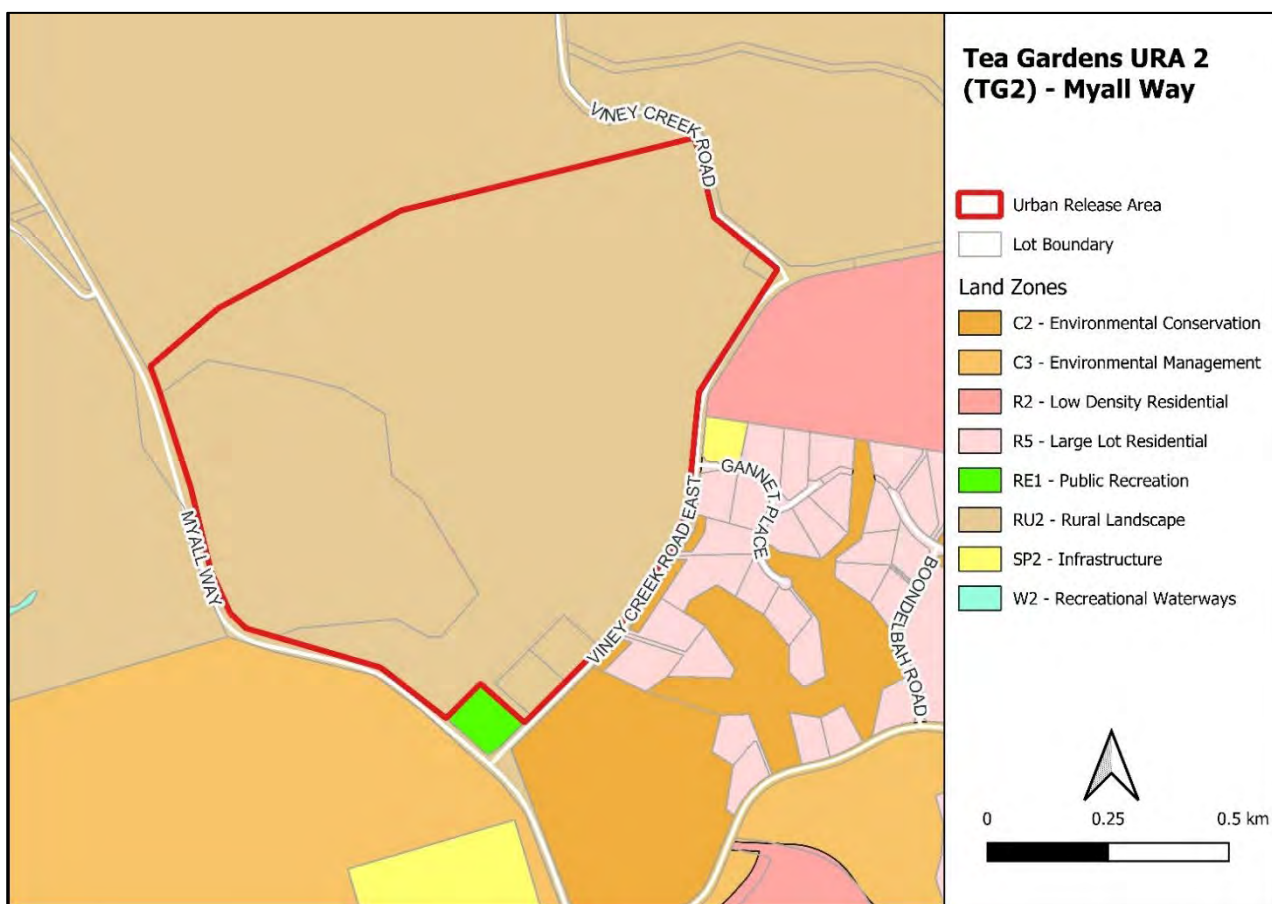 Tea Gardens URA 2
(TG2) - Myall Way
Urban Release Area
Lot Boundary
Land Zones
C2 - Environmental Conservation
C3 - Environmental Management
R2 - Low Density Residential
R5 - Large Lot Residential
RE1 - Public Recreation
RU2 - Rural Landscape
SP2 - Infrastructure
W2 - Recreational Waterways
0 0.25 0.5 km
VINEY CREEK ROAD
GANNET PLACE
MYALL WAY
VINEY CREEK ROAD EAST
BOONDELBAH ROAD